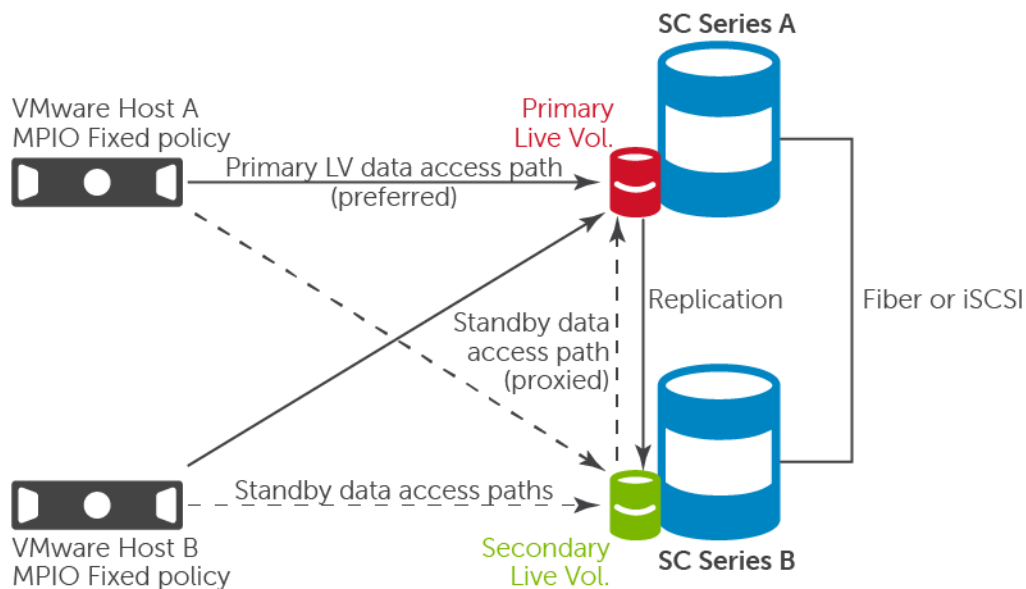 SC Series A
VMware Host A
MPIO Fixed policy
Primary
Live Vol.
Primary LV data access path
(preferred)
Replication
Fiber or iSCSI
Standby data
access path
(proxied)
Standby data access paths
VMware Host B
MPIO Fixed policy
Secondary
Live Vol.
SC Series B